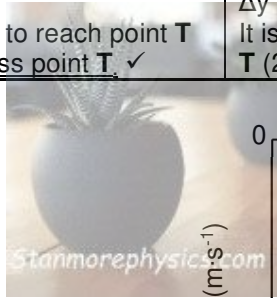 to reach point T
ss point T. ✓
Δy
It is
T (2
0
(m·s⁻¹)
Stanmorephysics.com